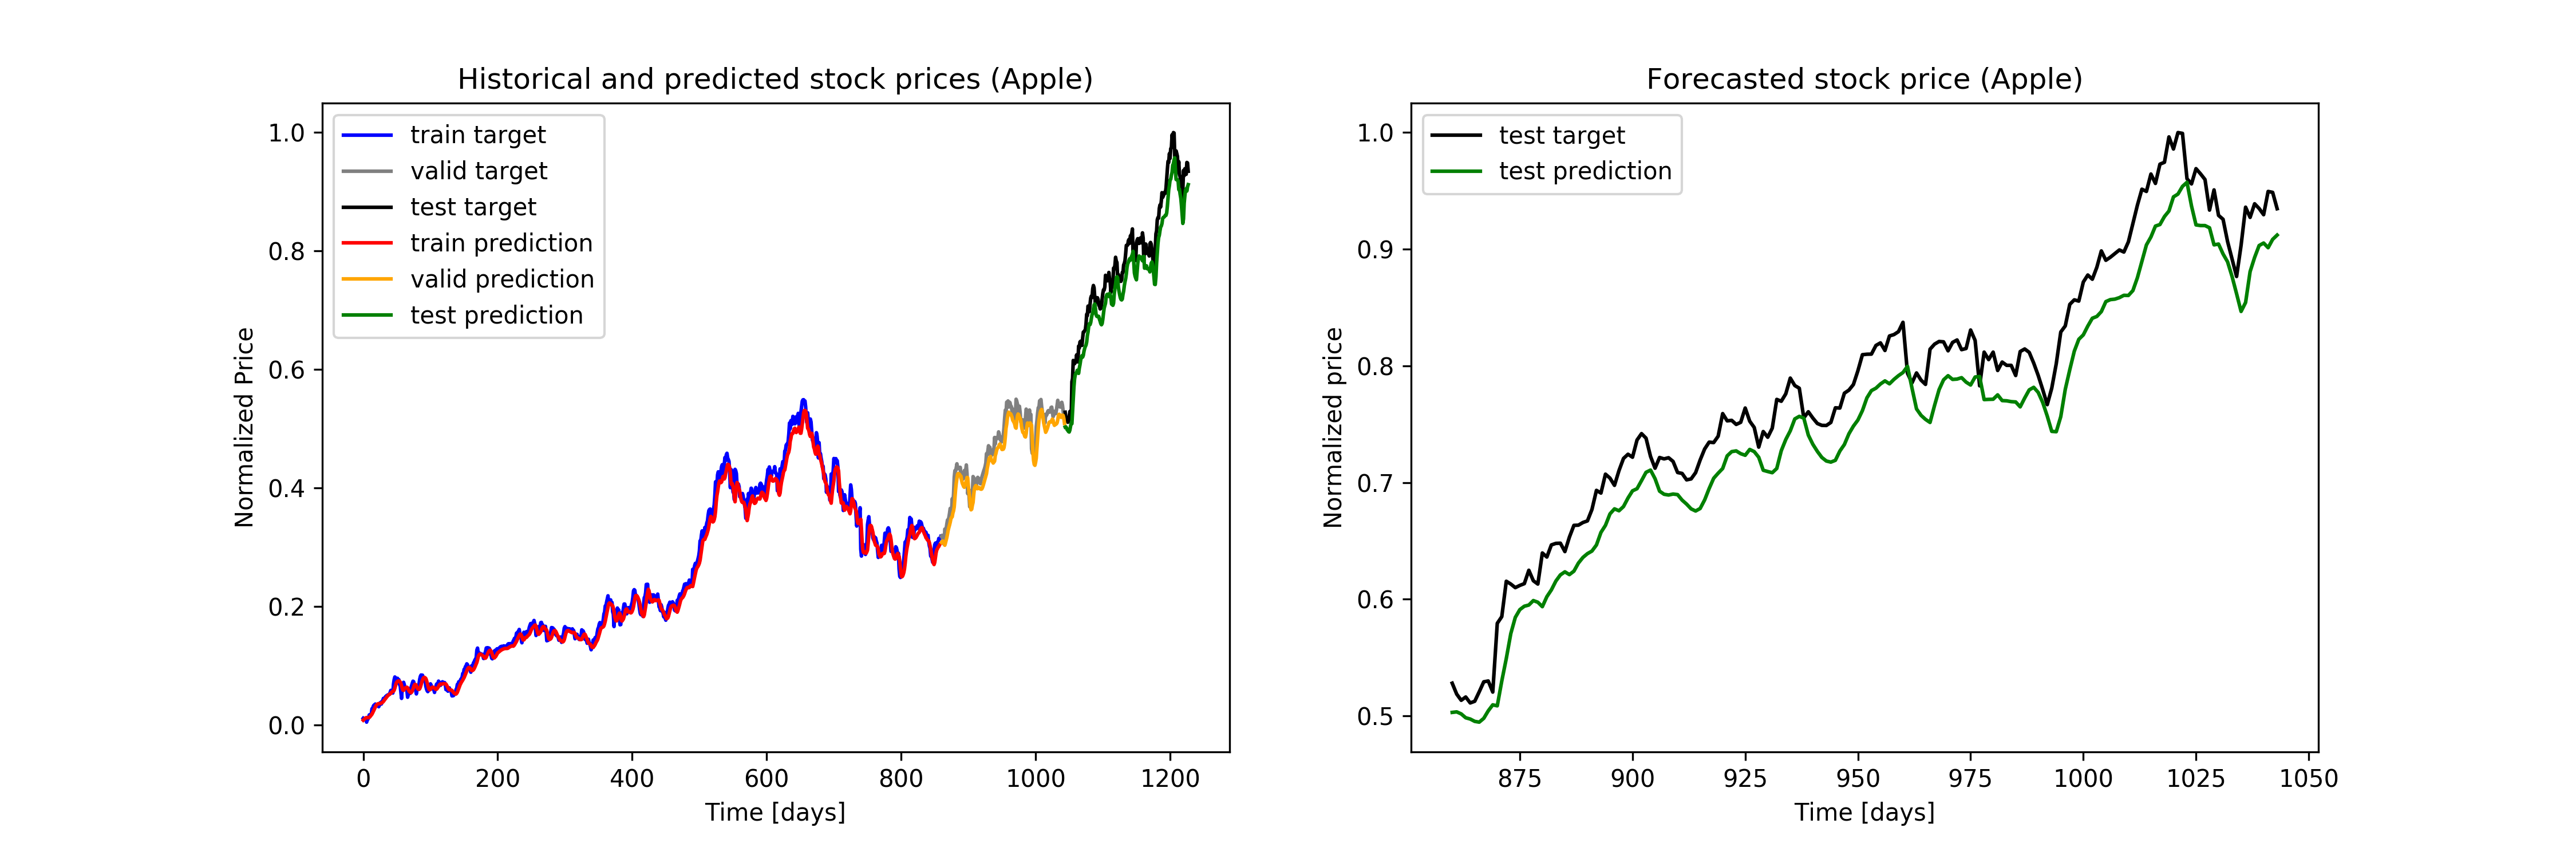 Historical and predicted stock prices (Apple)
1.0
0.8
0.6
0.4
0.2
0.0
Normalized Price
train target
valid target
test target
train prediction
valid prediction
test prediction
0 200 400 600 800 1000 1200
Time [days]
Forecasted stock price (Apple)
1.0
0.9
0.8
0.7
0.6
0.5
Normalized price
test target
test prediction
875 900 925 950 975 1000 1025 1050
Time [days]